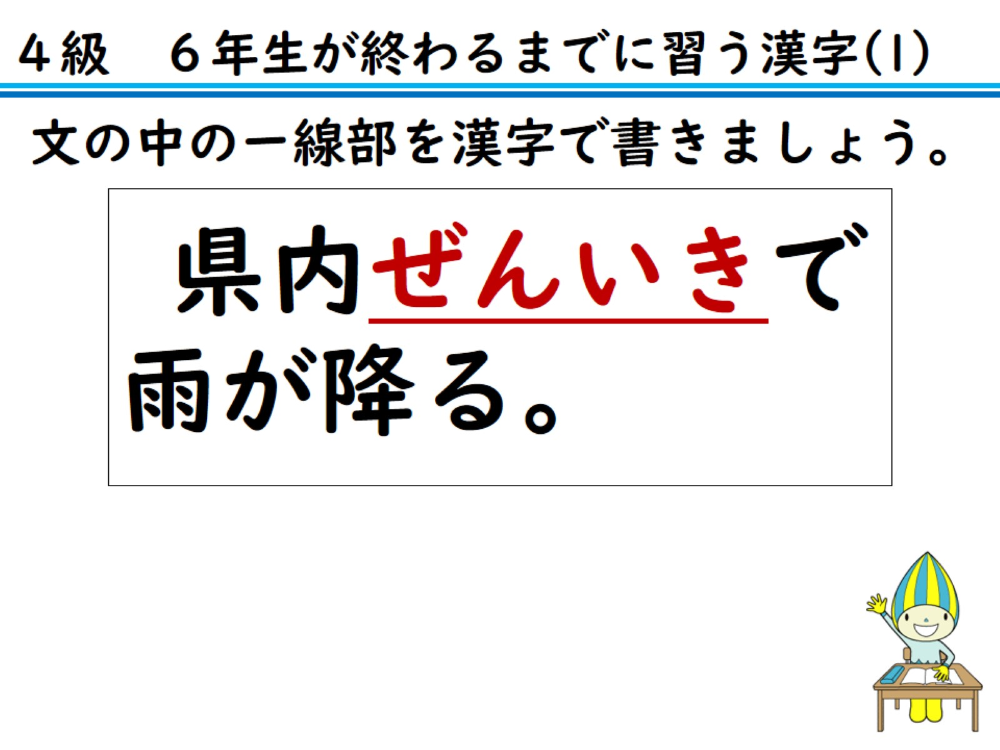 ４級　６年生が終わるまでに習う漢字(1)
文の中の一線部を漢字で書きましょう。
県内ぜんいきで
雨が降る。